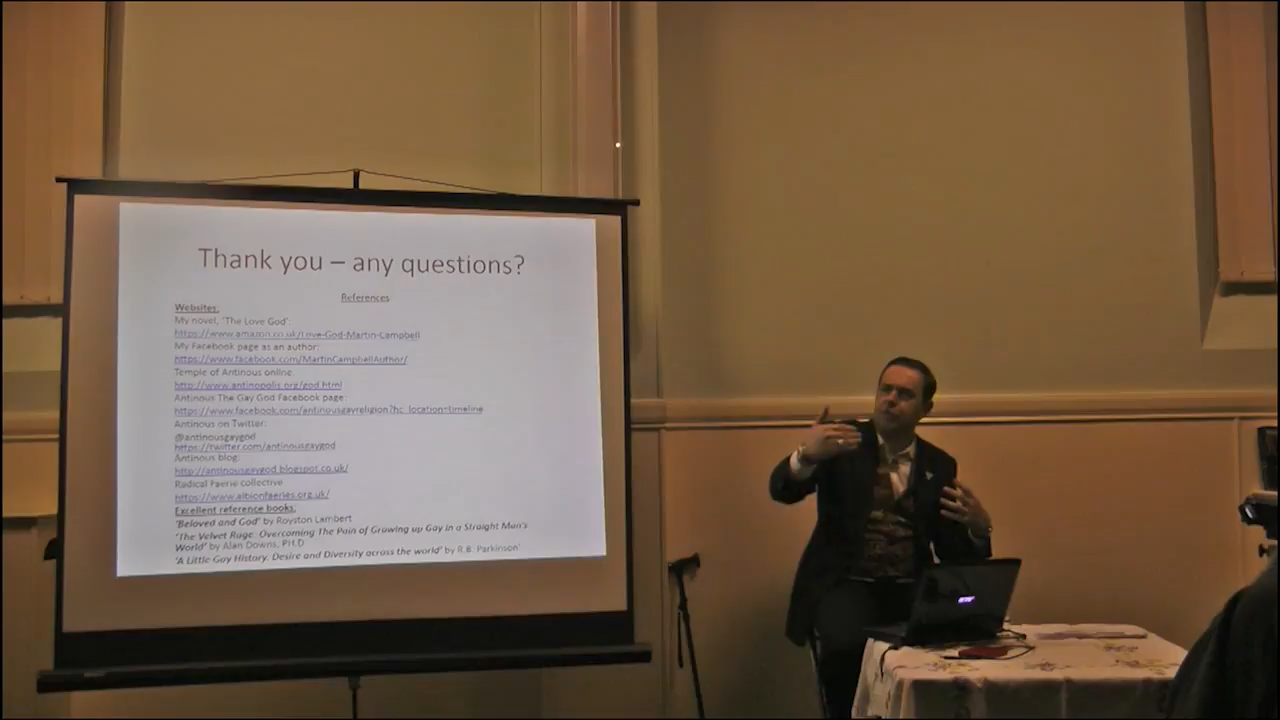 Thank you – any questions?
References
Websites:
My novel, 'The Love God':
https://www.amazon.co.uk/Love-God-Martin-Campbell
My Facebook page as an author:
https://www.facebook.com/MartinCampbellAuthor/
Temple of Antinous online:
http://www.antinopolis.org/god.html
Antinous The Gay God Facebook page:
https://www.facebook.com/antinousgayreligion?hc_location=timeline
Antinous on Twitter:
@antinousgaygod
https://twitter.com/antinousgaygod
Antinous blog:
http://antinousgaygod.blogspot.co.uk/
Radical Faerie collective
https://www.albionfaeries.org.uk/
Excellent reference books:
'Beloved and God' by Royston Lambert
'The Velvet Rage: Overcoming The Pain of Growing up Gay in a Straight Man's
World' by Alan Downs, PH.D
'A Little Gay History. Desire and Diversity across the world' by R.B. Parkinson'